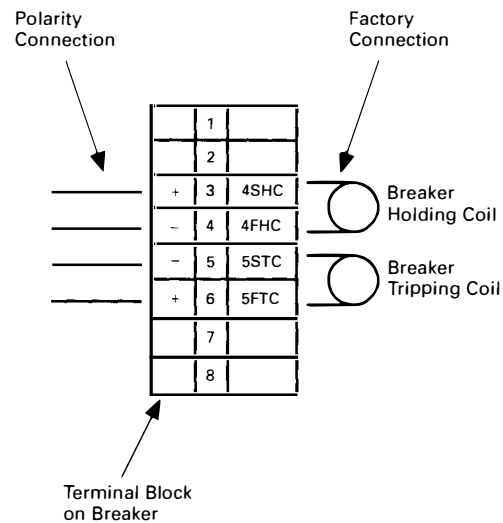 Polarity
Connection
Factory
Connection
1
2
+ 3 4SHC
− 4 4FHC
− 5 5STC
+ 6 5FTC
7
8
Breaker
Holding Coil
Breaker
Tripping Coil
Terminal Block
on Breaker